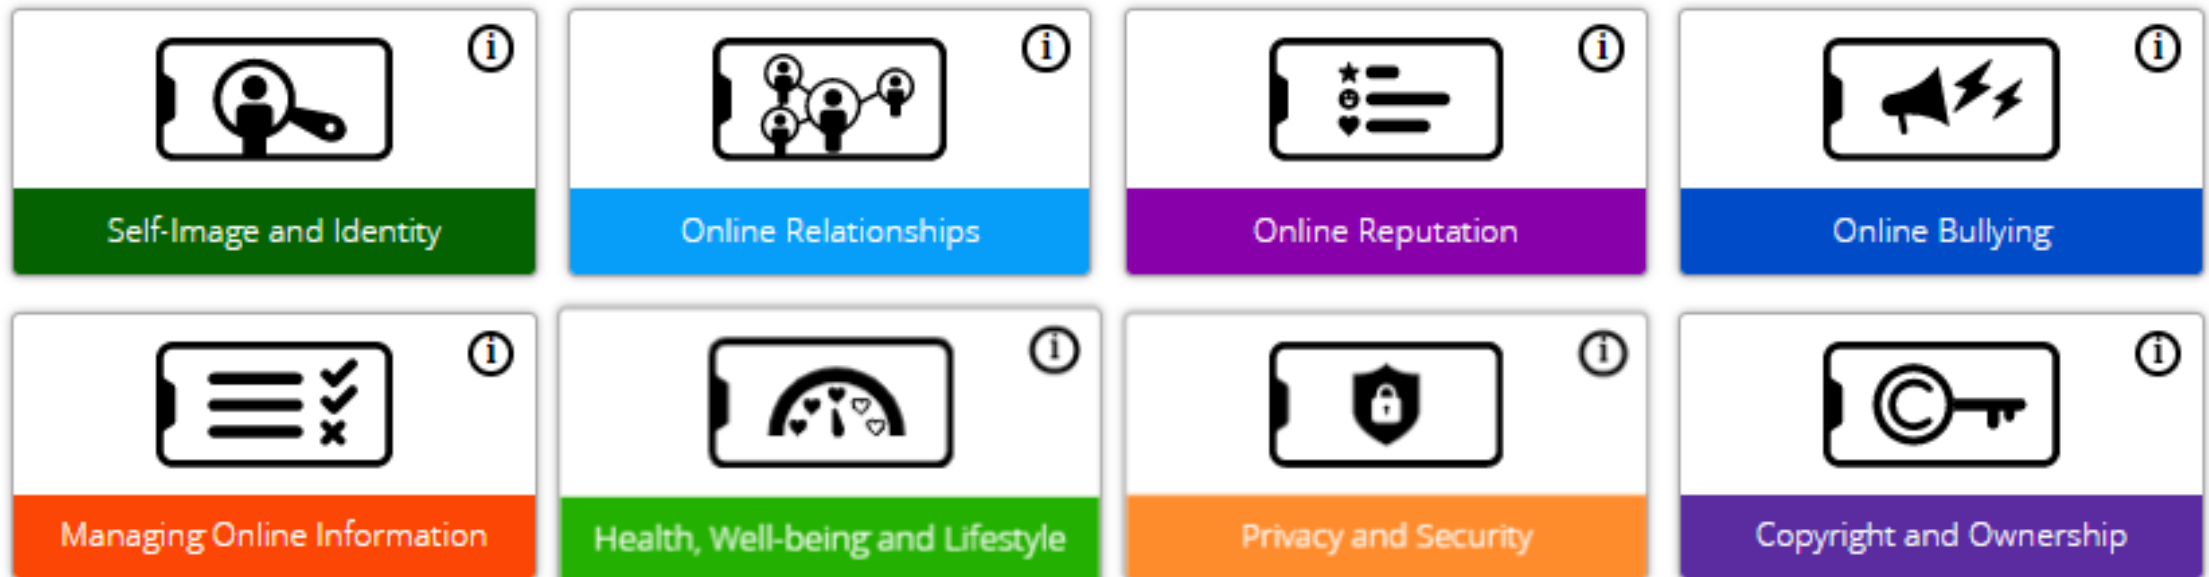 i
i
i
i
Self-Image and Identity
Online Relationships
Online Reputation
Online Bullying
i
i
i
i
Managing Online Information
Health, Well-being and Lifestyle
Privacy and Security
Copyright and Ownership